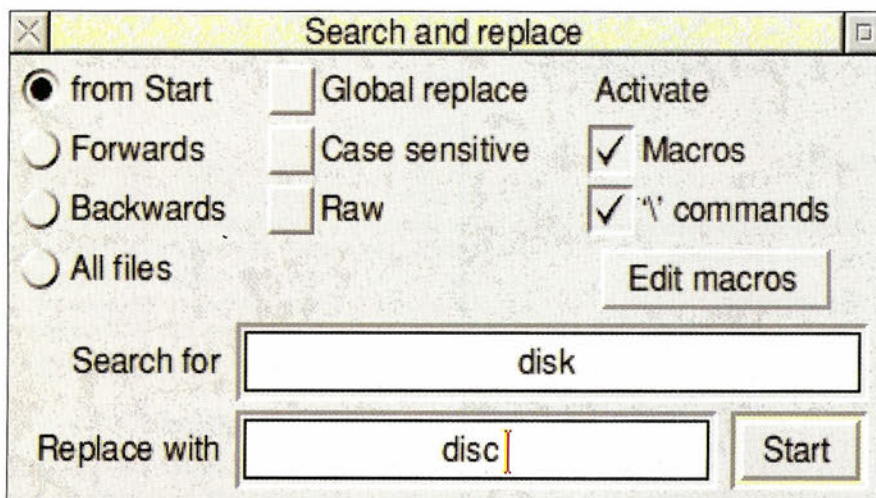 Search and replace
from Start Global replace Activate
Forwards Case sensitive Macros
Backwards Raw '\' commands
All files Edit macros
Search for disk
Replace with disc Start